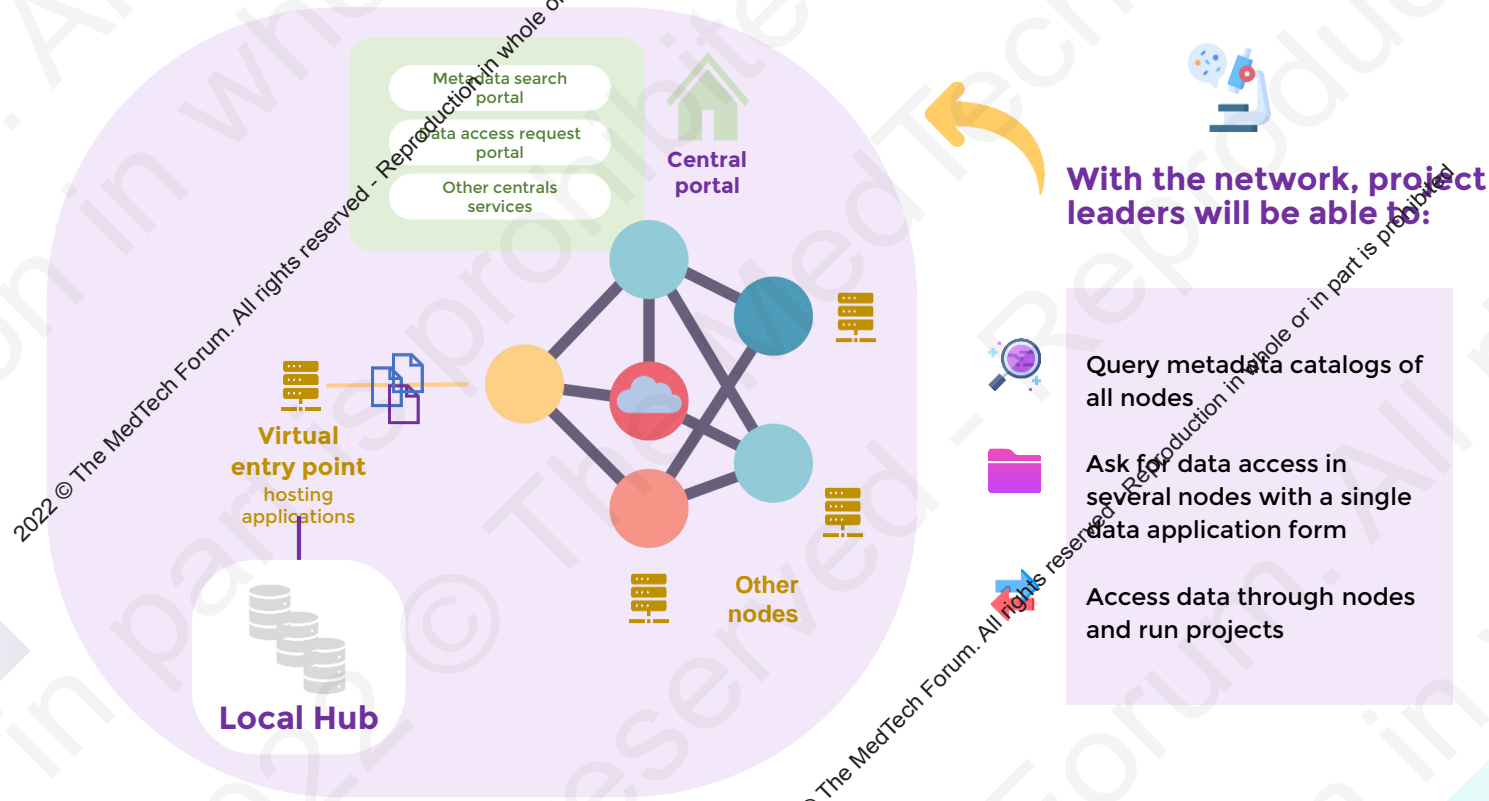 Metadata search
portal
Data access request
portal
Other centrals
services
Central
portal
Virtual
entry point
hosting
applications
Local Hub
Other
nodes
With the network, project
leaders will be able to:
Query metadata catalogs of
all nodes
Ask for data access in
several nodes with a single
data application form
Access data through nodes
and run projects
2022 © The MedTech Forum. All rights reserved - Reproduction in whole or
© The MedTech Forum. All rights reserved - Reproduction in whole or in part is prohibited